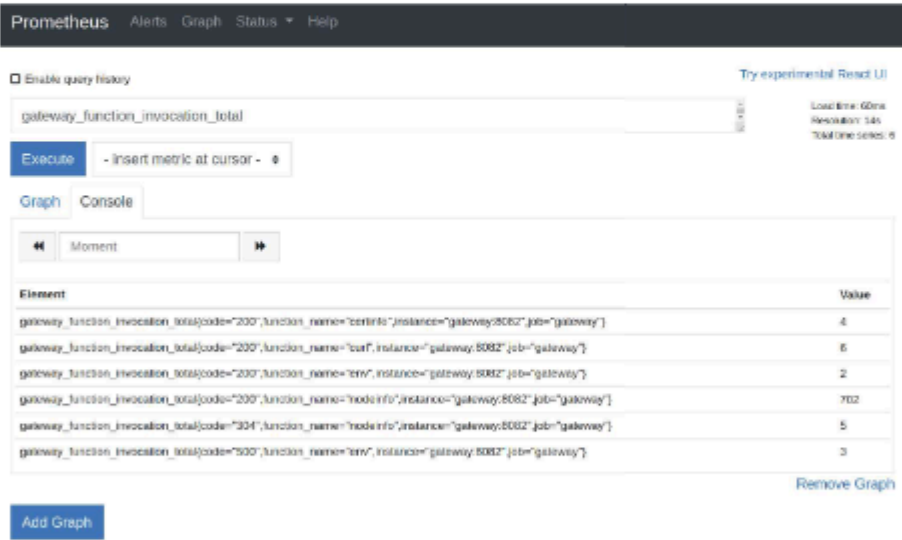 Prometheus Alerts Graph Status Help
Enable query history
Try experimental React UI
gateway_function_invocation_total
Load time: 60ms
Resolution: 14s
Total time series: 6
Execute - insert metric at cursor -
Graph Console
Moment
Element Value
gateway_function_invocation_total{code="200",function_name="certinfo",instance="gateway:8082",job="gateway"} 4
gateway_function_invocation_total{code="200",function_name="curl",instance="gateway:8082",job="gateway"} 6
gateway_function_invocation_total{code="200",function_name="env",instance="gateway:8082",job="gateway"} 2
gateway_function_invocation_total{code="200",function_name="nodeinfo",instance="gateway:8082",job="gateway"} 702
gateway_function_invocation_total{code="304",function_name="nodeinfo",instance="gateway:8082",job="gateway"} 5
gateway_function_invocation_total{code="500",function_name="env",instance="gateway:8082",job="gateway"} 3
Remove Graph
Add Graph